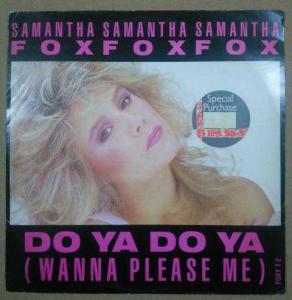 SAMANTHA SAMANTHA SAMANTHA
FOXFOXFOX
Special
Purchase
DO YA DO YA
(WANNA PLEASE ME)
FOXY T 2